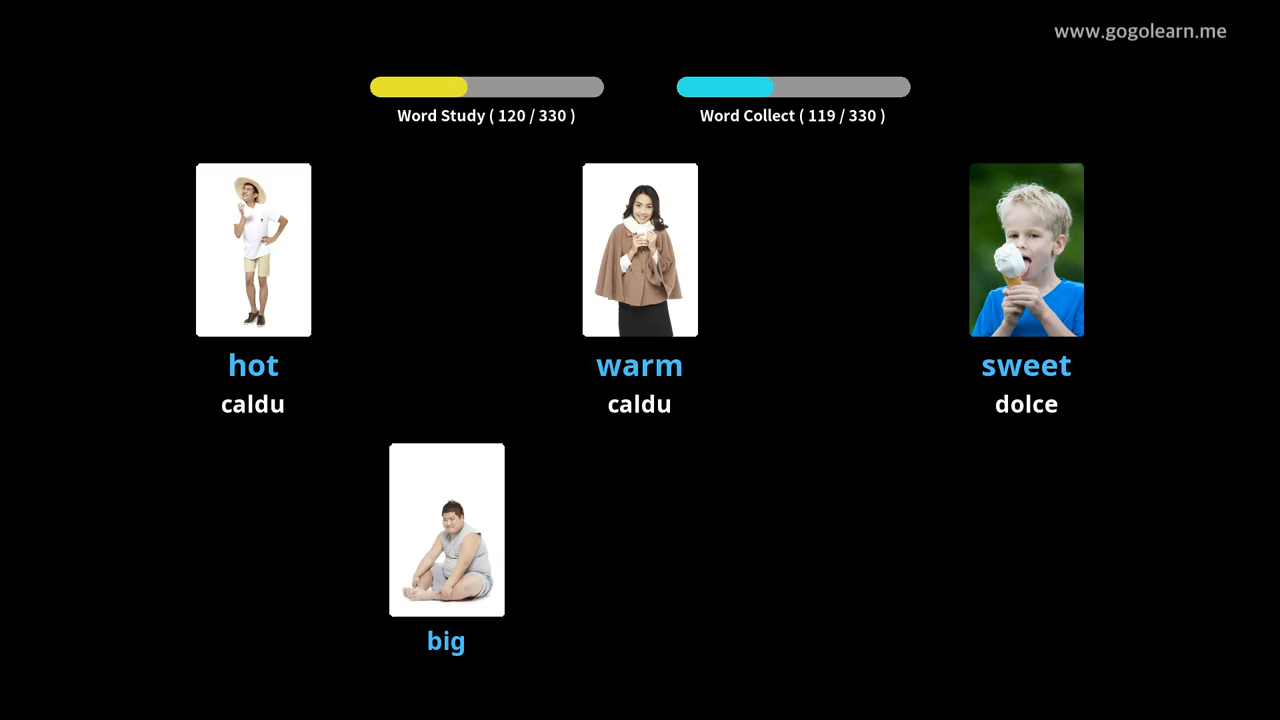 www.gogolearn.me
Word Study ( 120 / 330 )
Word Collect ( 119 / 330 )
hot
warm
sweet
caldu
caldu
dolce
big